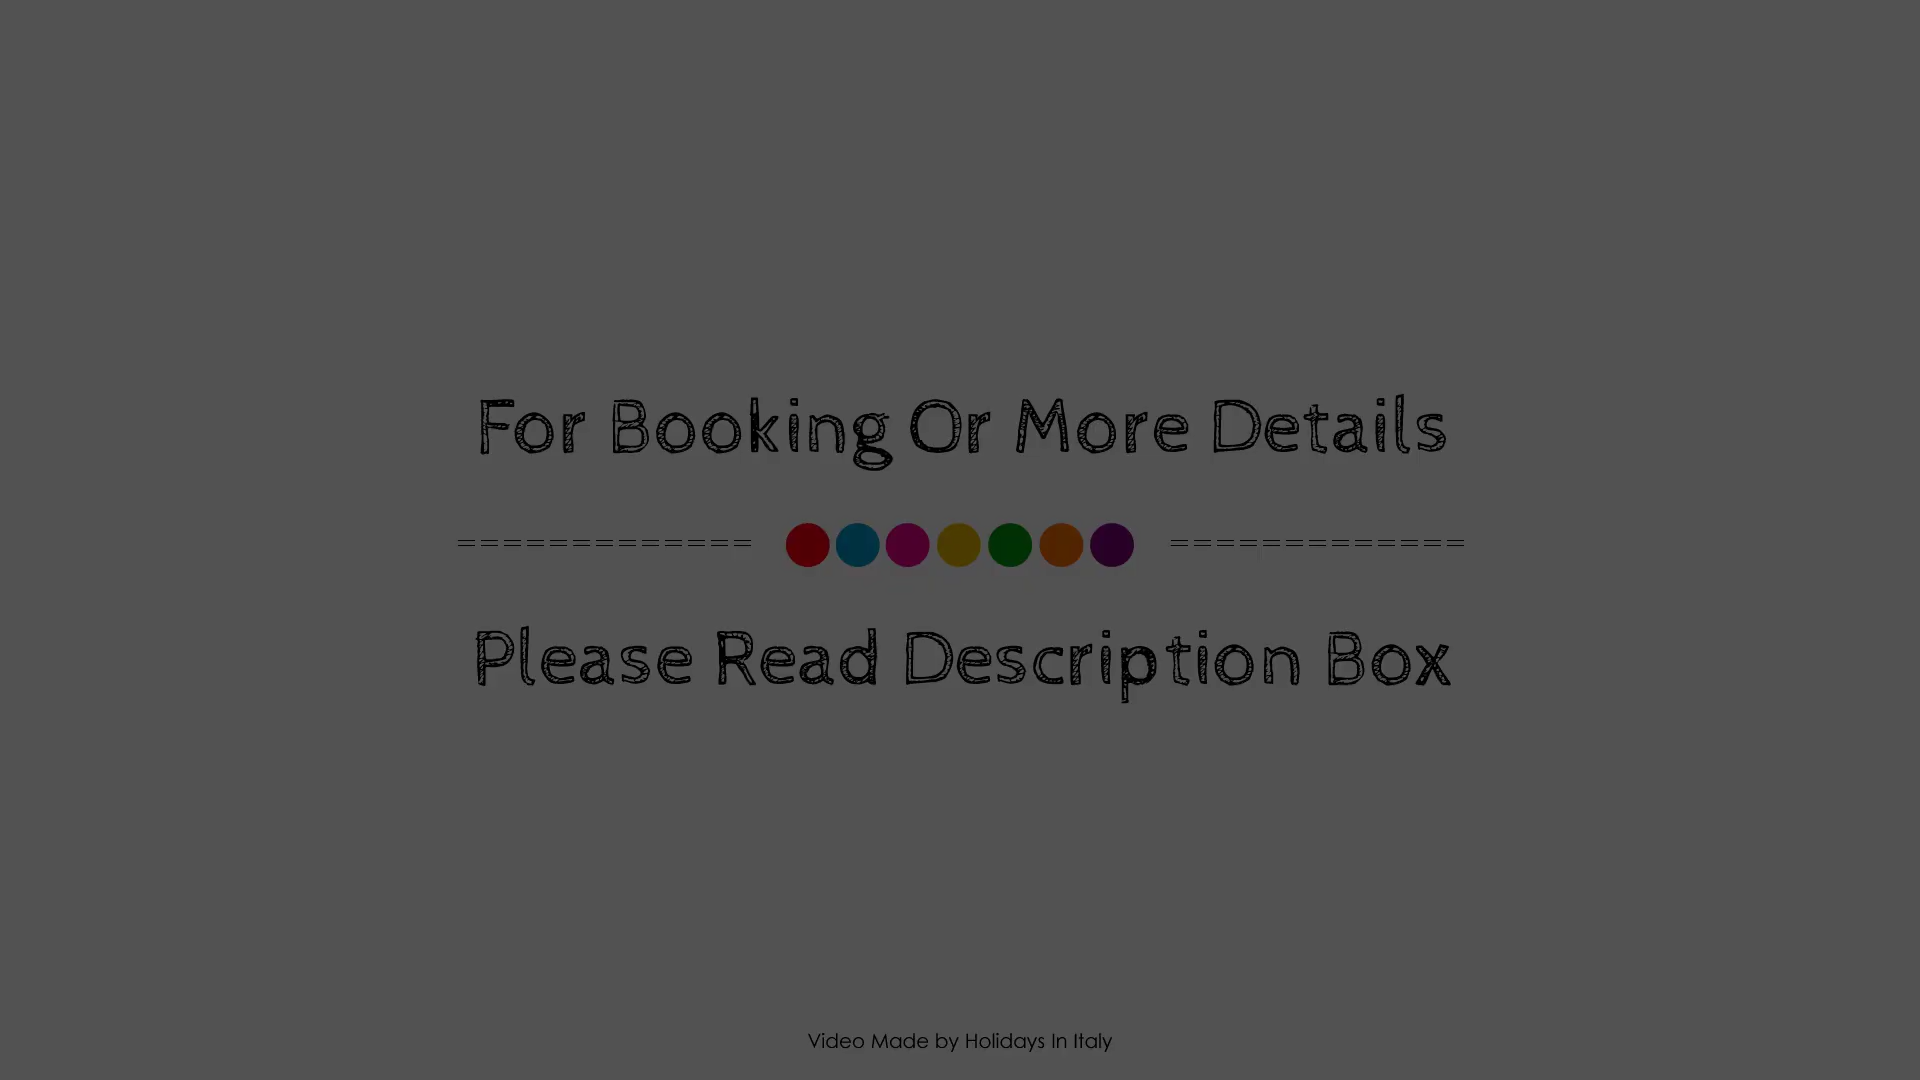 For Booking Or More Details
============= =============
Please Read Description Box
Video Made by Holidays In Italy